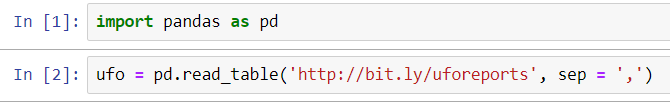 In [1]: import pandas as pd
In [2]: ufo = pd.read_table('http://bit.ly/uforeports', sep = ',')